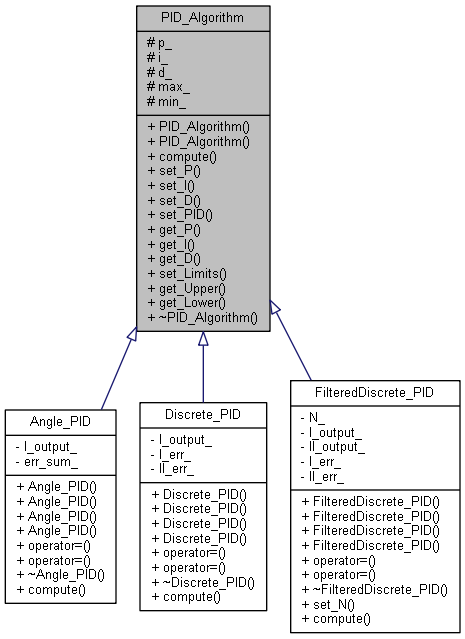 PID_Algorithm
# p_
# i_
# d_
# max_
# min_
+ PID_Algorithm()
+ PID_Algorithm()
+ compute()
+ set_P()
+ set_I()
+ set_D()
+ set_PID()
+ get_P()
+ get_I()
+ get_D()
+ set_Limits()
+ get_Upper()
+ get_Lower()
+ ~PID_Algorithm()
Angle_PID
- I_output_
- err_sum_
+ Angle_PID()
+ Angle_PID()
+ Angle_PID()
+ Angle_PID()
+ operator=()
+ operator=()
+ ~Angle_PID()
+ compute()
Discrete_PID
- I_output_
- I_err_
- II_err_
+ Discrete_PID()
+ Discrete_PID()
+ Discrete_PID()
+ Discrete_PID()
+ operator=()
+ operator=()
+ ~Discrete_PID()
+ compute()
FilteredDiscrete_PID
- N_
- I_output_
- II_output_
- I_err_
- II_err_
+ FilteredDiscrete_PID()
+ FilteredDiscrete_PID()
+ FilteredDiscrete_PID()
+ FilteredDiscrete_PID()
+ operator=()
+ operator=()
+ ~FilteredDiscrete_PID()
+ set_N()
+ compute()